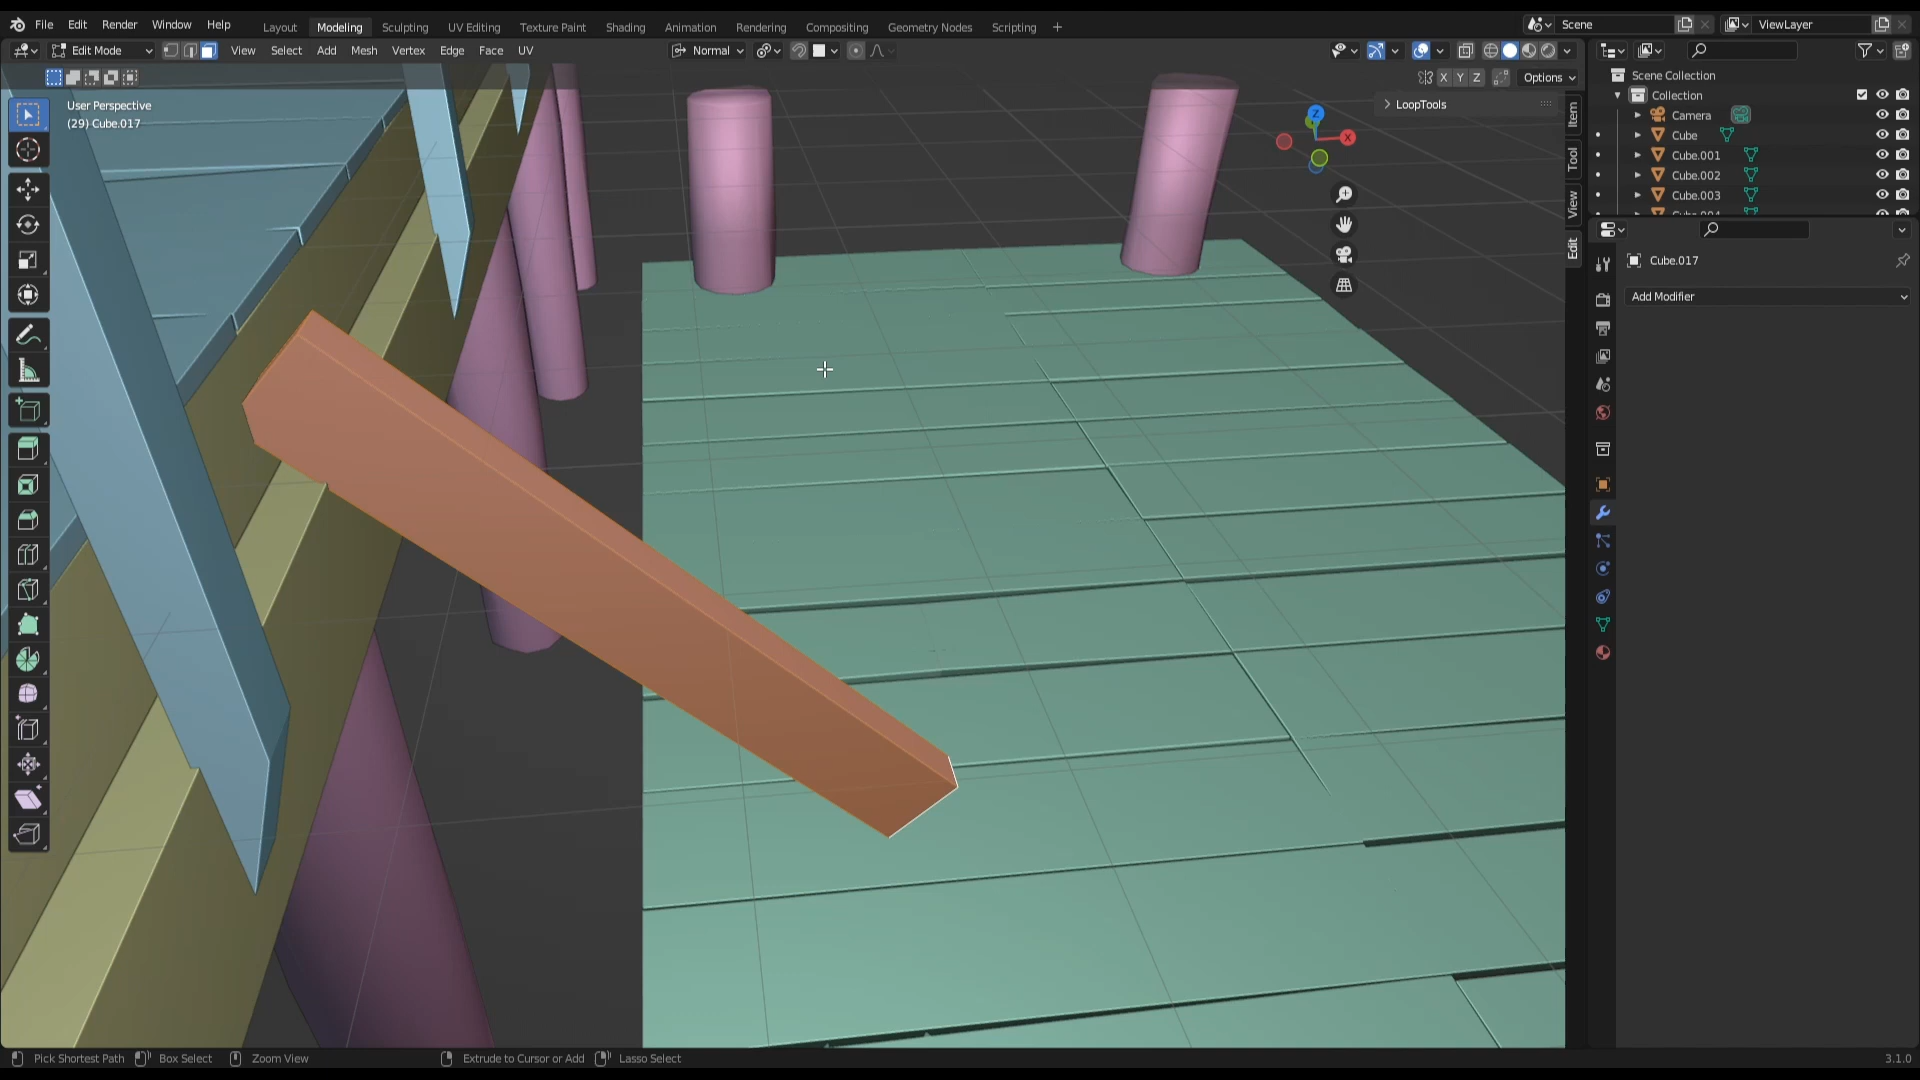 File Edit Render Window Help
Layout Modeling Sculpting UV Editing Texture Paint Shading Animation Rendering Compositing Geometry Nodes Scripting +
Scene
ViewLayer
Edit Mode
View Select Add Mesh Vertex Edge Face UV
Normal
X Y Z
Options
User Perspective
(29) Cube.017
LoopTools
Z
X
Item
Tool
View
Edit
Scene Collection
Collection
Camera
Cube
Cube.001
Cube.002
Cube.003
Cube.004
Cube.017
Add Modifier
Pick Shortest Path
Box Select
Zoom View
Extrude to Cursor or Add
Lasso Select
3.1.0